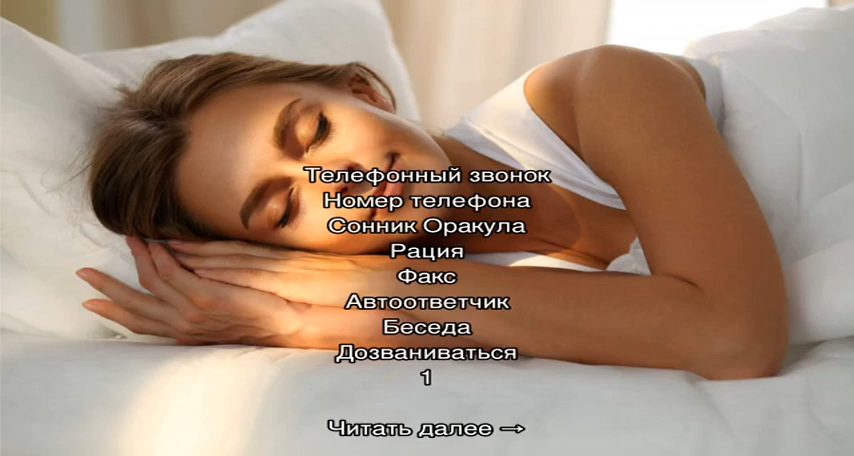 Телефонный звонок
Номер телефона
Сонник Оракула
Рация
Факс
Автоответчик
Беседа
Дозваниваться
1
Читать далее →